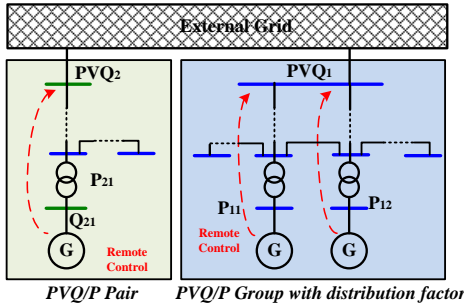 External Grid
PVQ2
PVQ1
P21
P11
P12
Q21
G
G
G
Remote
Control
Remote
Control
PVQ/P Pair
PVQ/P Group with distribution factor